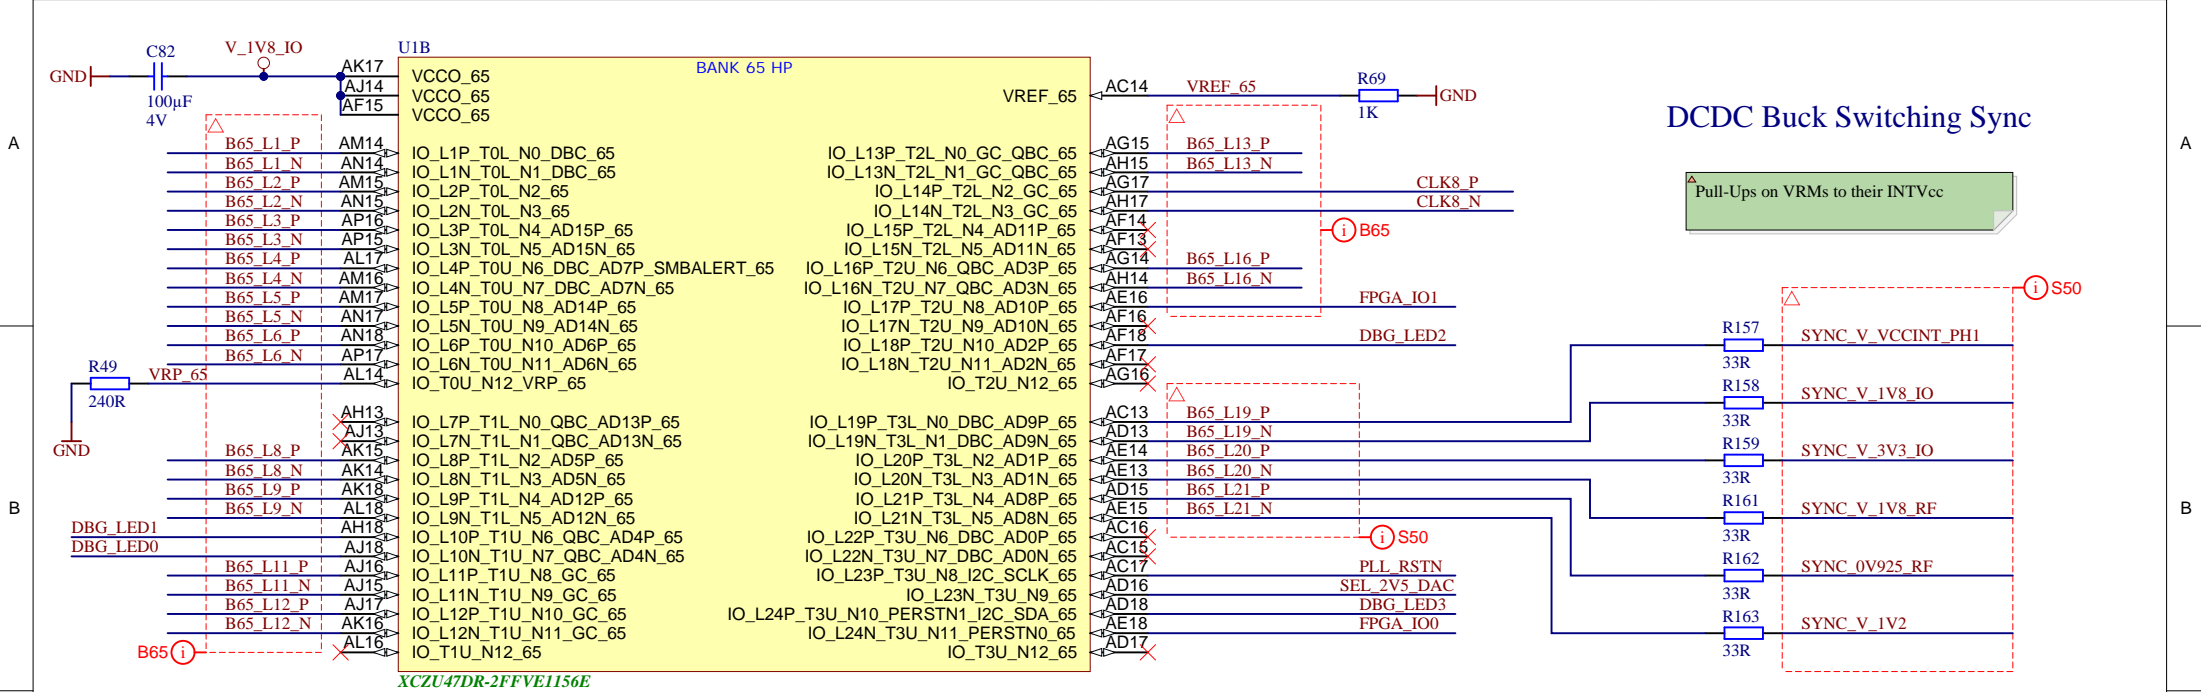 C82
V_1V8_IO
GND
100µF
4V
U1B
BANK 65 HP
AK17 VCCO_65
AJ14 VCCO_65
AF15 VCCO_65
B65_L1_P AM14 IO_L1P_T0L_N0_DBC_65
B65_L1_N AN14 IO_L1N_T0L_N1_DBC_65
B65_L2_P AM15 IO_L2P_T0L_N2_65
B65_L2_N AN15 IO_L2N_T0L_N3_65
B65_L3_P AP16 IO_L3P_T0L_N4_AD15P_65
B65_L3_N AP15 IO_L3N_T0L_N5_AD15N_65
B65_L4_P AL17 IO_L4P_T0U_N6_DBC_AD7P_SMBALERT_65
B65_L4_N AM16 IO_L4N_T0U_N7_DBC_AD7N_65
B65_L5_P AM17 IO_L5P_T0U_N8_AD14P_65
B65_L5_N AN17 IO_L5N_T0U_N9_AD14N_65
B65_L6_P AN18 IO_L6P_T0U_N10_AD6P_65
B65_L6_N AP17 IO_L6N_T0U_N11_AD6N_65
R49
240R
GND
VRP_65 AL14 IO_T0U_N12_VRP_65
AH13 IO_L7P_T1L_N0_QBC_AD13P_65
AJ13 IO_L7N_T1L_N1_QBC_AD13N_65
B65_L8_P AK15 IO_L8P_T1L_N2_AD5P_65
B65_L8_N AK14 IO_L8N_T1L_N3_AD5N_65
B65_L9_P AK18 IO_L9P_T1L_N4_AD12P_65
B65_L9_N AL18 IO_L9N_T1L_N5_AD12N_65
DBG_LED1 AH18 IO_L10P_T1U_N6_QBC_AD4P_65
DBG_LED0 AJ18 IO_L10N_T1U_N7_QBC_AD4N_65
B65_L11_P AJ16 IO_L11P_T1U_N8_GC_65
B65_L11_N AJ15 IO_L11N_T1U_N9_GC_65
B65_L12_P AJ17 IO_L12P_T1U_N10_GC_65
B65_L12_N AK16 IO_L12N_T1U_N11_GC_65
B65 i
AL16 IO_T1U_N12_65
XCZU47DR-2FFVE1156E
VREF_65 AC14 VREF_65
R69
1K
GND
IO_L13P_T2L_N0_GC_QBC_65 AG15 B65_L13_P
IO_L13N_T2L_N1_GC_QBC_65 AH15 B65_L13_N
IO_L14P_T2L_N2_GC_65 AG17 CLK8_P
IO_L14N_T2L_N3_GC_65 AH17 CLK8_N
IO_L15P_T2L_N4_AD11P_65 AF14
i B65
IO_L15N_T2L_N5_AD11N_65 AF13
IO_L16P_T2U_N6_QBC_AD3P_65 AG14 B65_L16_P
IO_L16N_T2U_N7_QBC_AD3N_65 AH14 B65_L16_N
IO_L17P_T2U_N8_AD10P_65 AE16 FPGA_IO1
IO_L17N_T2U_N9_AD10N_65 AF16
IO_L18P_T2U_N10_AD2P_65 AF18 DBG_LED2
IO_L18N_T2U_N11_AD2N_65 AF17
IO_T2U_N12_65 AG16
IO_L19P_T3L_N0_DBC_AD9P_65 AC13 B65_L19_P
IO_L19N_T3L_N1_DBC_AD9N_65 AD13 B65_L19_N
IO_L20P_T3L_N2_AD1P_65 AE14 B65_L20_P
IO_L20N_T3L_N3_AD1N_65 AE13 B65_L20_N
IO_L21P_T3L_N4_AD8P_65 AD15 B65_L21_P
IO_L21N_T3L_N5_AD8N_65 AE15 B65_L21_N
IO_L22P_T3U_N6_DBC_AD0P_65 AC16
i S50
IO_L22N_T3U_N7_DBC_AD0N_65 AC15
IO_L23P_T3U_N8_I2C_SCLK_65 AC17 PLL_RSTN
IO_L23N_T3U_N9_65 AD16 SEL_2V5_DAC
IO_L24P_T3U_N10_PERSTN1_I2C_SDA_65 AD18 DBG_LED3
IO_L24N_T3U_N11_PERSTN0_65 AE18 FPGA_IO0
IO_T3U_N12_65 AD17
DCDC Buck Switching Sync
Pull-Ups on VRMs to their INTVcc
i S50
R157 SYNC_V_VCCINT_PH1
33R
R158 SYNC_V_1V8_IO
33R
R159 SYNC_V_3V3_IO
33R
R161 SYNC_V_1V8_RF
33R
R162 SYNC_0V925_RF
33R
R163 SYNC_V_1V2
33R
A
A
B
B